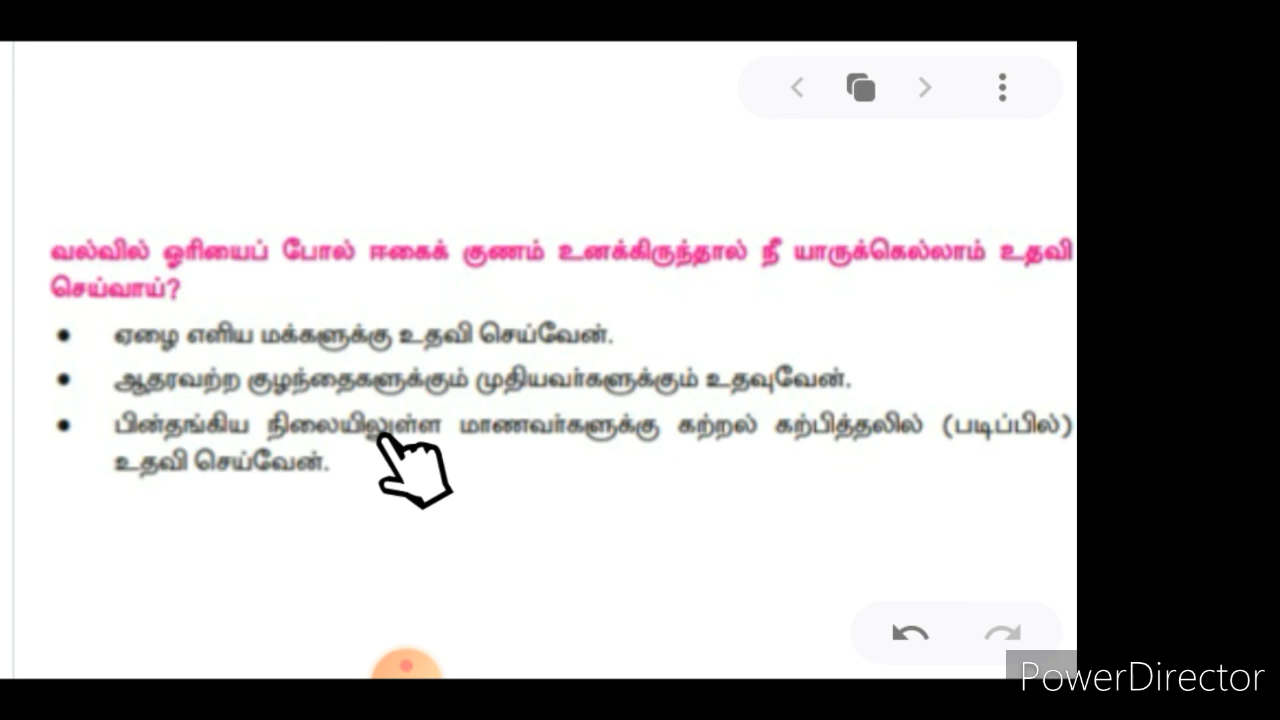 வல்வில் ஓரியைப் போல் ஈகைக் குணம் உனக்கிருந்தால் நீ யாருக்கெல்லாம் உதவி
செய்வாய்?
• ஏழை எளிய மக்களுக்கு உதவி செய்வேன்.
• ஆதரவற்ற குழந்தைகளுக்கும் முதியவர்களுக்கும் உதவுவேன்.
• பின்தங்கிய நிலையிலுள்ள மாணவர்களுக்கு கற்றல் கற்பித்தலில் (படிப்பில்)
உதவி செய்வேன்.
PowerDirector